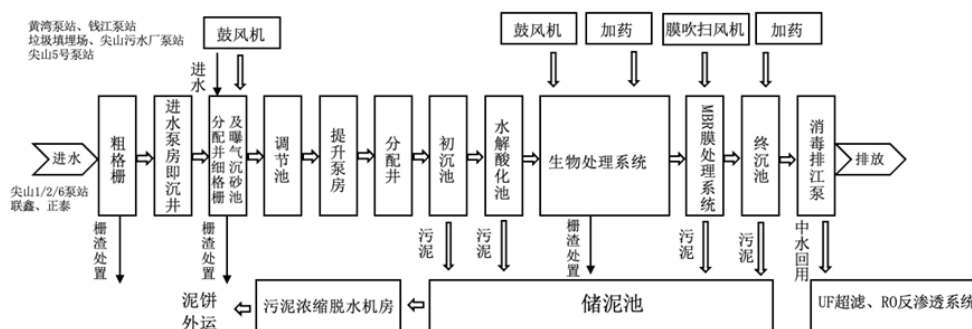 黄湾泵站、钱江泵站
垃圾填埋场、尖山污水厂泵站
尖山5号泵站
鼓风机
鼓风机
加药
膜吹扫风机
加药
进水
进水
粗格栅
进水泵房即沉井
分配井细格栅
及曝气沉砂池
调节池
提升泵房
分配井
初沉池
水解酸化池
生物处理系统
MBR膜处理系统
终沉池
消毒排江泵
排放
尖山1/2/6泵站
联鑫、正泰
栅渣处置
栅渣处置
污泥
污泥
栅渣处置
污泥
污泥
中水回用
泥饼
外运
污泥浓缩脱水机房
储泥池
UF超滤、RO反渗透系统